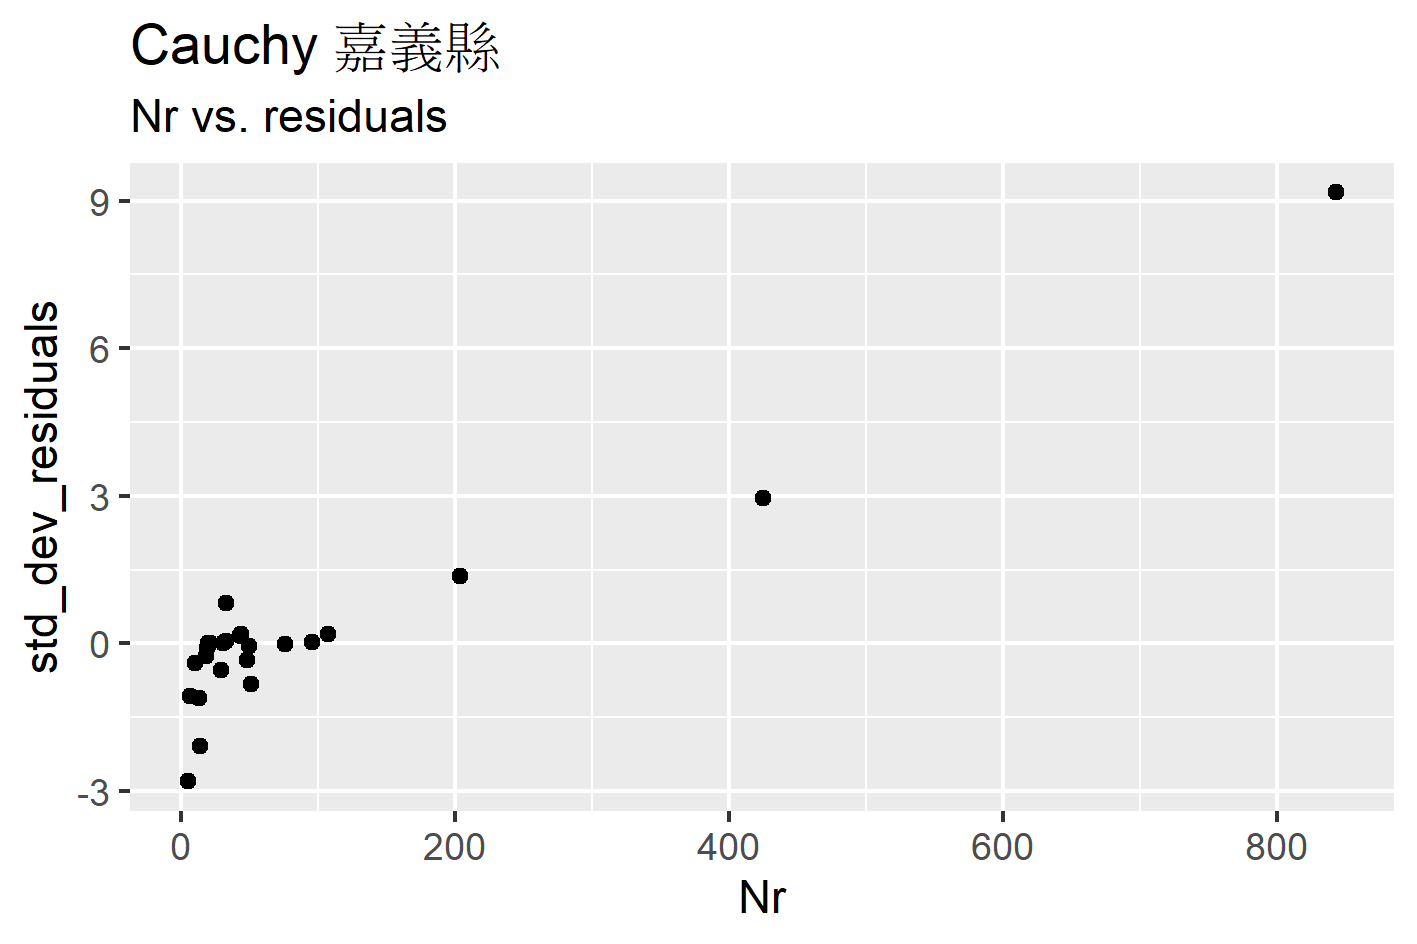 Cauchy 嘉義縣
Nr vs. residuals
9
6
3
0
-3
std_dev_residuals
0 200 400 600 800
Nr